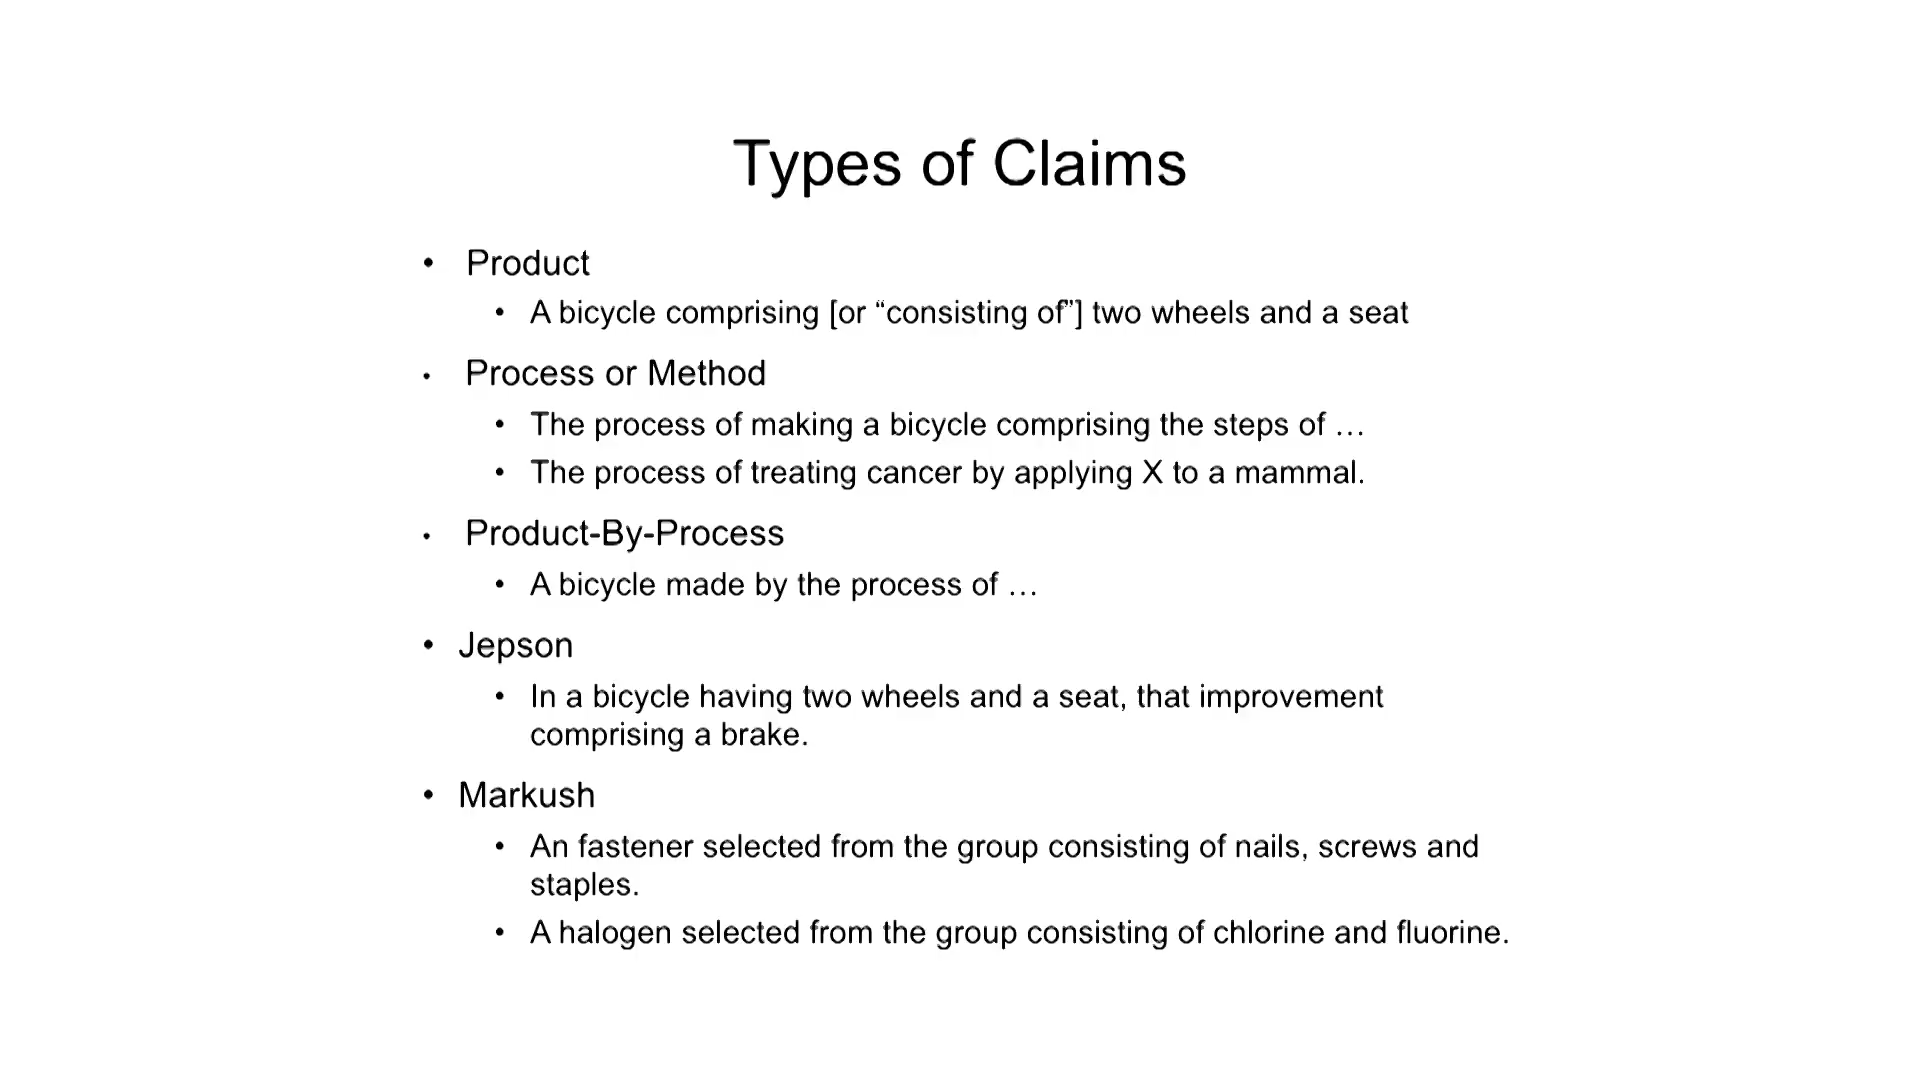 Types of Claims
• Product
• A bicycle comprising [or “consisting of”] two wheels and a seat
• Process or Method
• The process of making a bicycle comprising the steps of …
• The process of treating cancer by applying X to a mammal.
• Product-By-Process
• A bicycle made by the process of …
• Jepson
• In a bicycle having two wheels and a seat, that improvement
comprising a brake.
• Markush
• An fastener selected from the group consisting of nails, screws and
staples.
• A halogen selected from the group consisting of chlorine and fluorine.